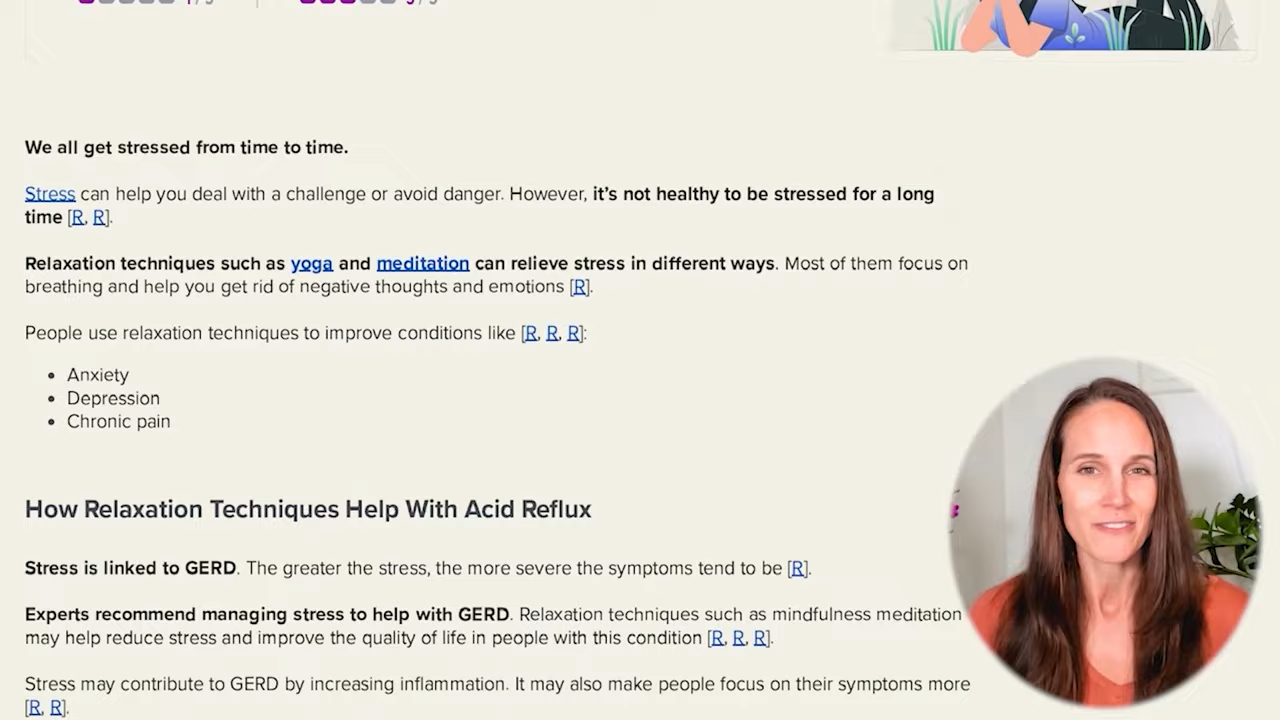 We all get stressed from time to time.
Stress can help you deal with a challenge or avoid danger. However, it's not healthy to be stressed for a long
time [R, R].
Relaxation techniques such as yoga and meditation can relieve stress in different ways. Most of them focus on
breathing and help you get rid of negative thoughts and emotions [R].
People use relaxation techniques to improve conditions like [R, R, R]:
• Anxiety
• Depression
• Chronic pain
How Relaxation Techniques Help With Acid Reflux
Stress is linked to GERD. The greater the stress, the more severe the symptoms tend to be [R].
Experts recommend managing stress to help with GERD. Relaxation techniques such as mindfulness meditation
may help reduce stress and improve the quality of life in people with this condition [R, R, R].
Stress may contribute to GERD by increasing inflammation. It may also make people focus on their symptoms more
[R, R].